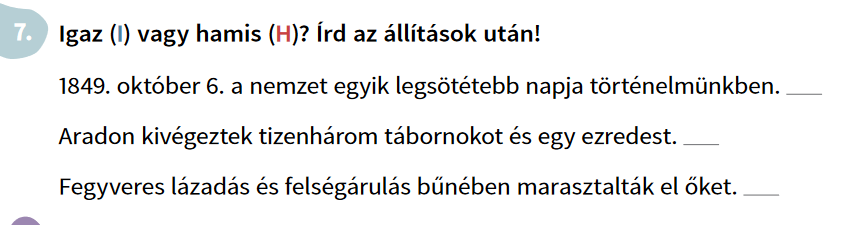 7. Igaz (I) vagy hamis (H)? Írd az állítások után!
1849. október 6. a nemzet egyik legsötétebb napja történelmünkben. ___
Aradon kivégeztek tizenhárom tábornokot és egy ezredest. ___
Fegyveres lázadás és felségárulás bűnében marasztalták el őket. ___